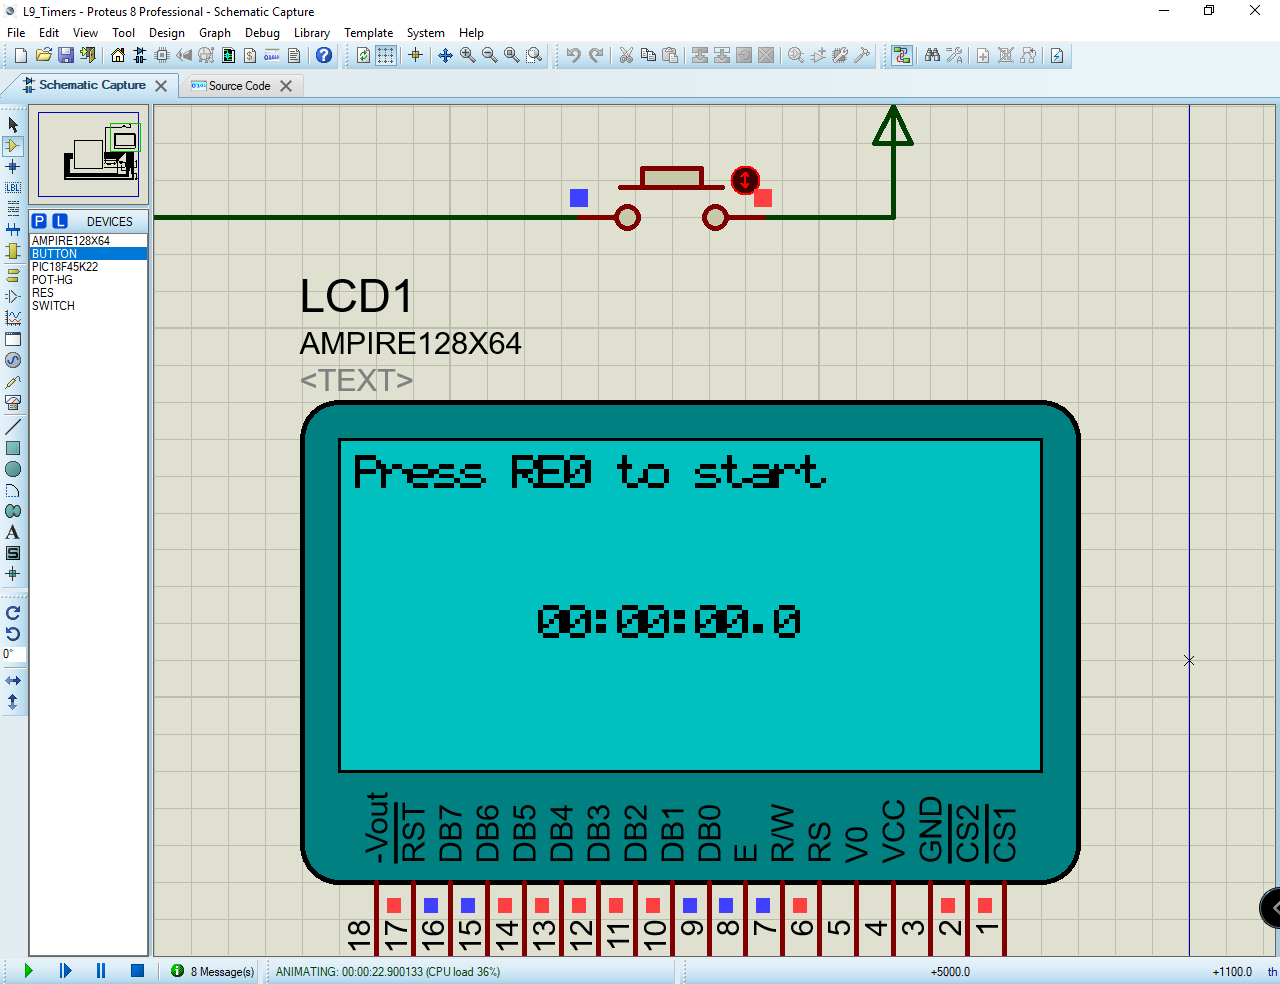 L9_Timers - Proteus 8 Professional - Schematic Capture
File Edit View Tool Design Graph Debug Library Template System Help
Schematic Capture
Source Code
LBL
P L DEVICES
AMPIRE128X64
BUTTON
PIC18F45K22
POT-HG
RES
SWITCH
A
S
0°
LCD1
AMPIRE128X64
<TEXT>
Press RE0 to start.
00:00:00.0
-Vout RST DB7 DB6 DB5 DB4 DB3 DB2 DB1 DB0 E R/W RS V0 VCC GND CS2 CS1
18 17 16 15 14 13 12 11 10 9 8 7 6 5 4 3 2 1
8 Message(s)
ANIMATING: 00:00:22.900133 (CPU load 36%)
+5000.0
+1100.0 th